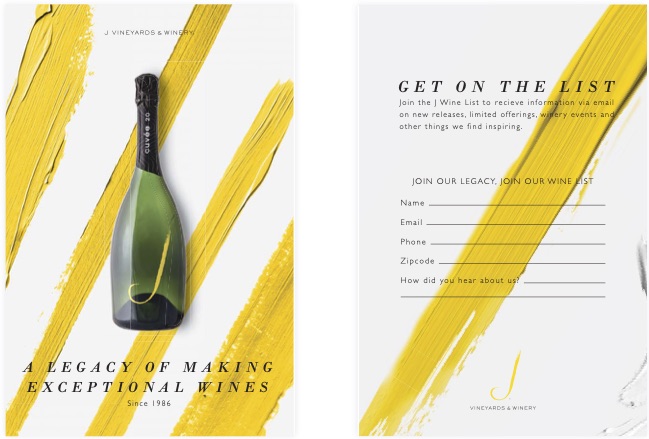 J VINEYARDS & WINERY
cuvée 20
J
A LEGACY OF MAKING
EXCEPTIONAL WINES
Since 1986
GET ON THE LIST
Join the J Wine List to recieve information via email
on new releases, limited offerings, winery events and
other things we find inspiring.
JOIN OUR LEGACY, JOIN OUR WINE LIST
Name
Email
Phone
Zipcode
How did you hear about us?
J
VINEYARDS & WINERY